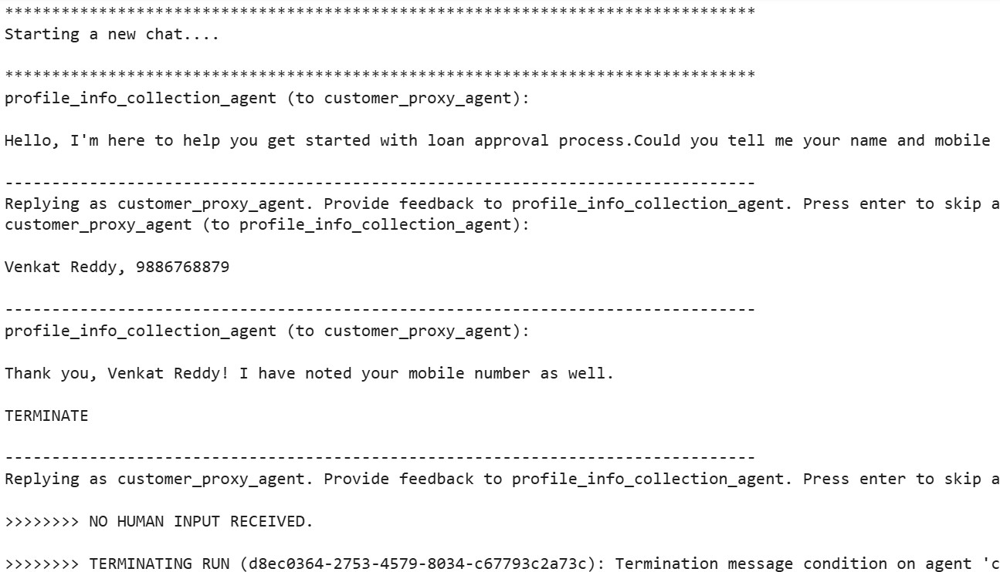 ********************************************************************************
Starting a new chat....
********************************************************************************
profile_info_collection_agent (to customer_proxy_agent):
Hello, I'm here to help you get started with loan approval process.Could you tell me your name and mobile
--------------------------------------------------------------------------------
Replying as customer_proxy_agent. Provide feedback to profile_info_collection_agent. Press enter to skip a
customer_proxy_agent (to profile_info_collection_agent):
Venkat Reddy, 9886768879
--------------------------------------------------------------------------------
profile_info_collection_agent (to customer_proxy_agent):
Thank you, Venkat Reddy! I have noted your mobile number as well.
TERMINATE
--------------------------------------------------------------------------------
Replying as customer_proxy_agent. Provide feedback to profile_info_collection_agent. Press enter to skip a
>>>>>>>> NO HUMAN INPUT RECEIVED.
>>>>>>>> TERMINATING RUN (d8ec0364-2753-4579-8034-c67793c2a73c): Termination message condition on agent 'c